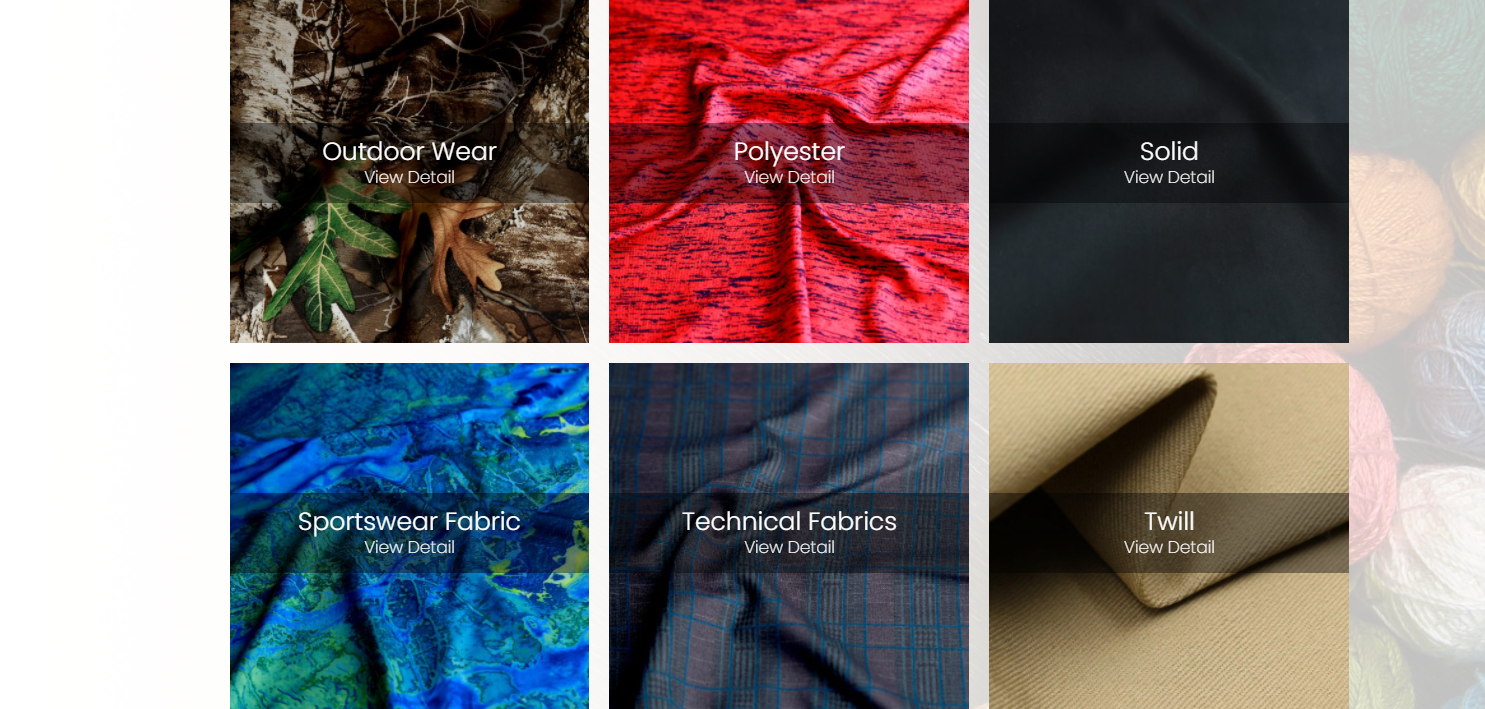 Outdoor Wear
View Detail
Polyester
View Detail
Solid
View Detail
Sportswear Fabric
View Detail
Technical Fabrics
View Detail
Twill
View Detail